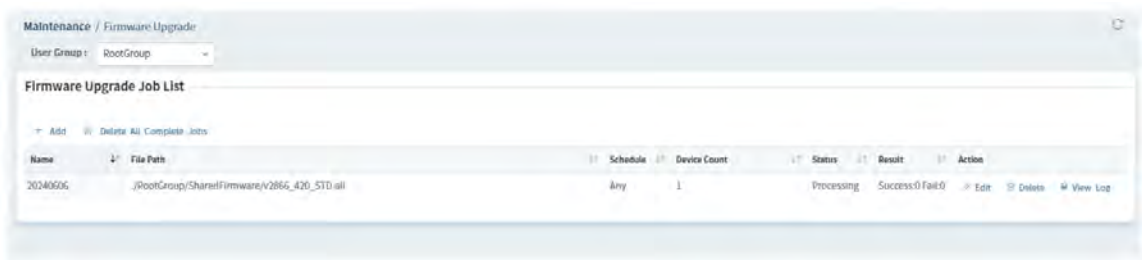 Maintenance / Firmware Upgrade
User Group : RootGroup
Firmware Upgrade Job List
+ Add Delete All Complete Jobs
Name File Path Schedule Device Count Status Result Action
20240606 ./RootGroup/SharedFirmware/v2866_420_STD.all Any 1 Processing Success:0 Fail:0 Edit Delete View Log